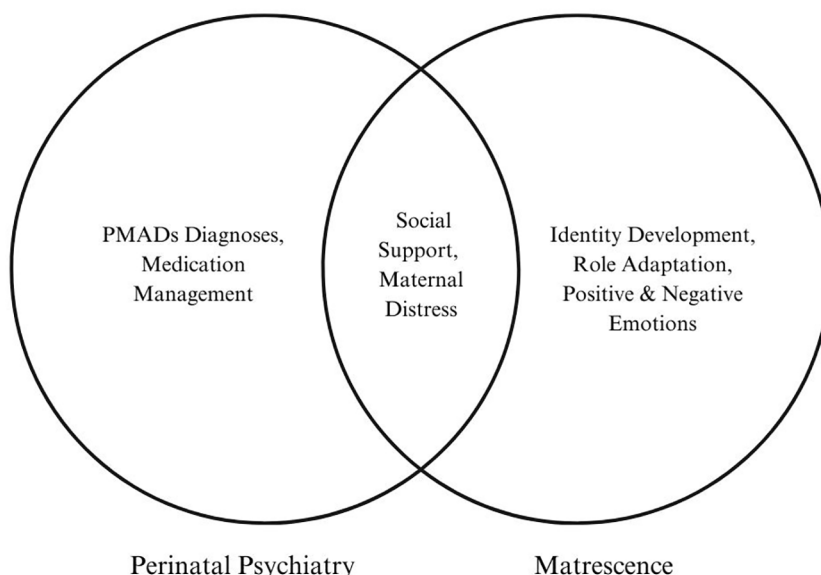 PMADs Diagnoses,
Medication
Management
Social
Support,
Maternal
Distress
Identity Development,
Role Adaptation,
Positive & Negative
Emotions
Perinatal Psychiatry
Matrescence